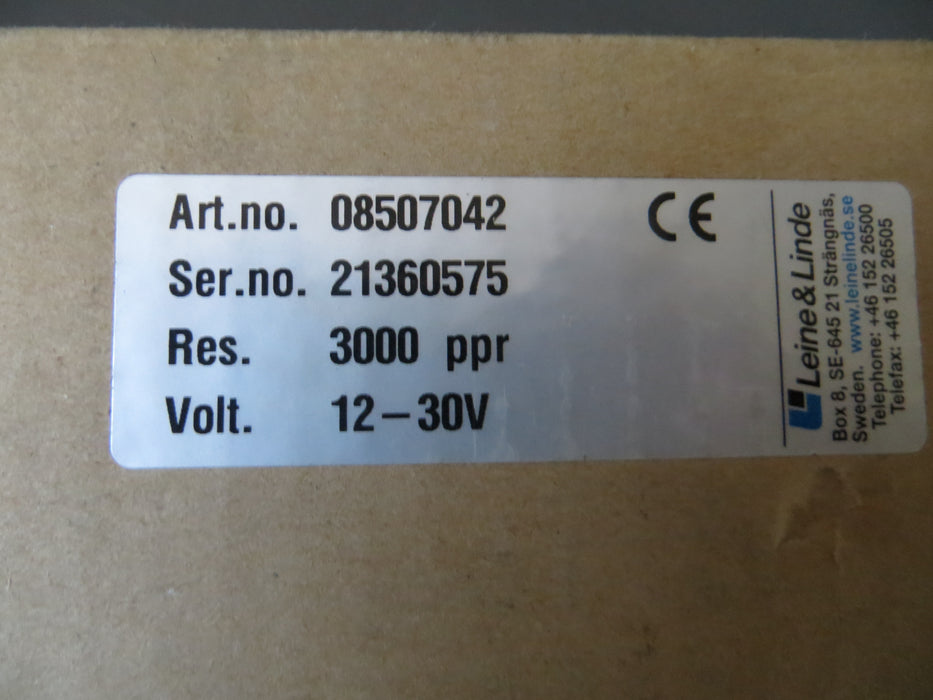 Art.no. 08507042
Ser.no. 21360575
Res. 3000 ppr
Volt. 12–30V
CE
Leine & Linde
Box 8, SE-645 21 Strängnäs,
Sweden. www.leinelinde.se
Telephone: +46 152 26500
Telefax: +46 152 26505